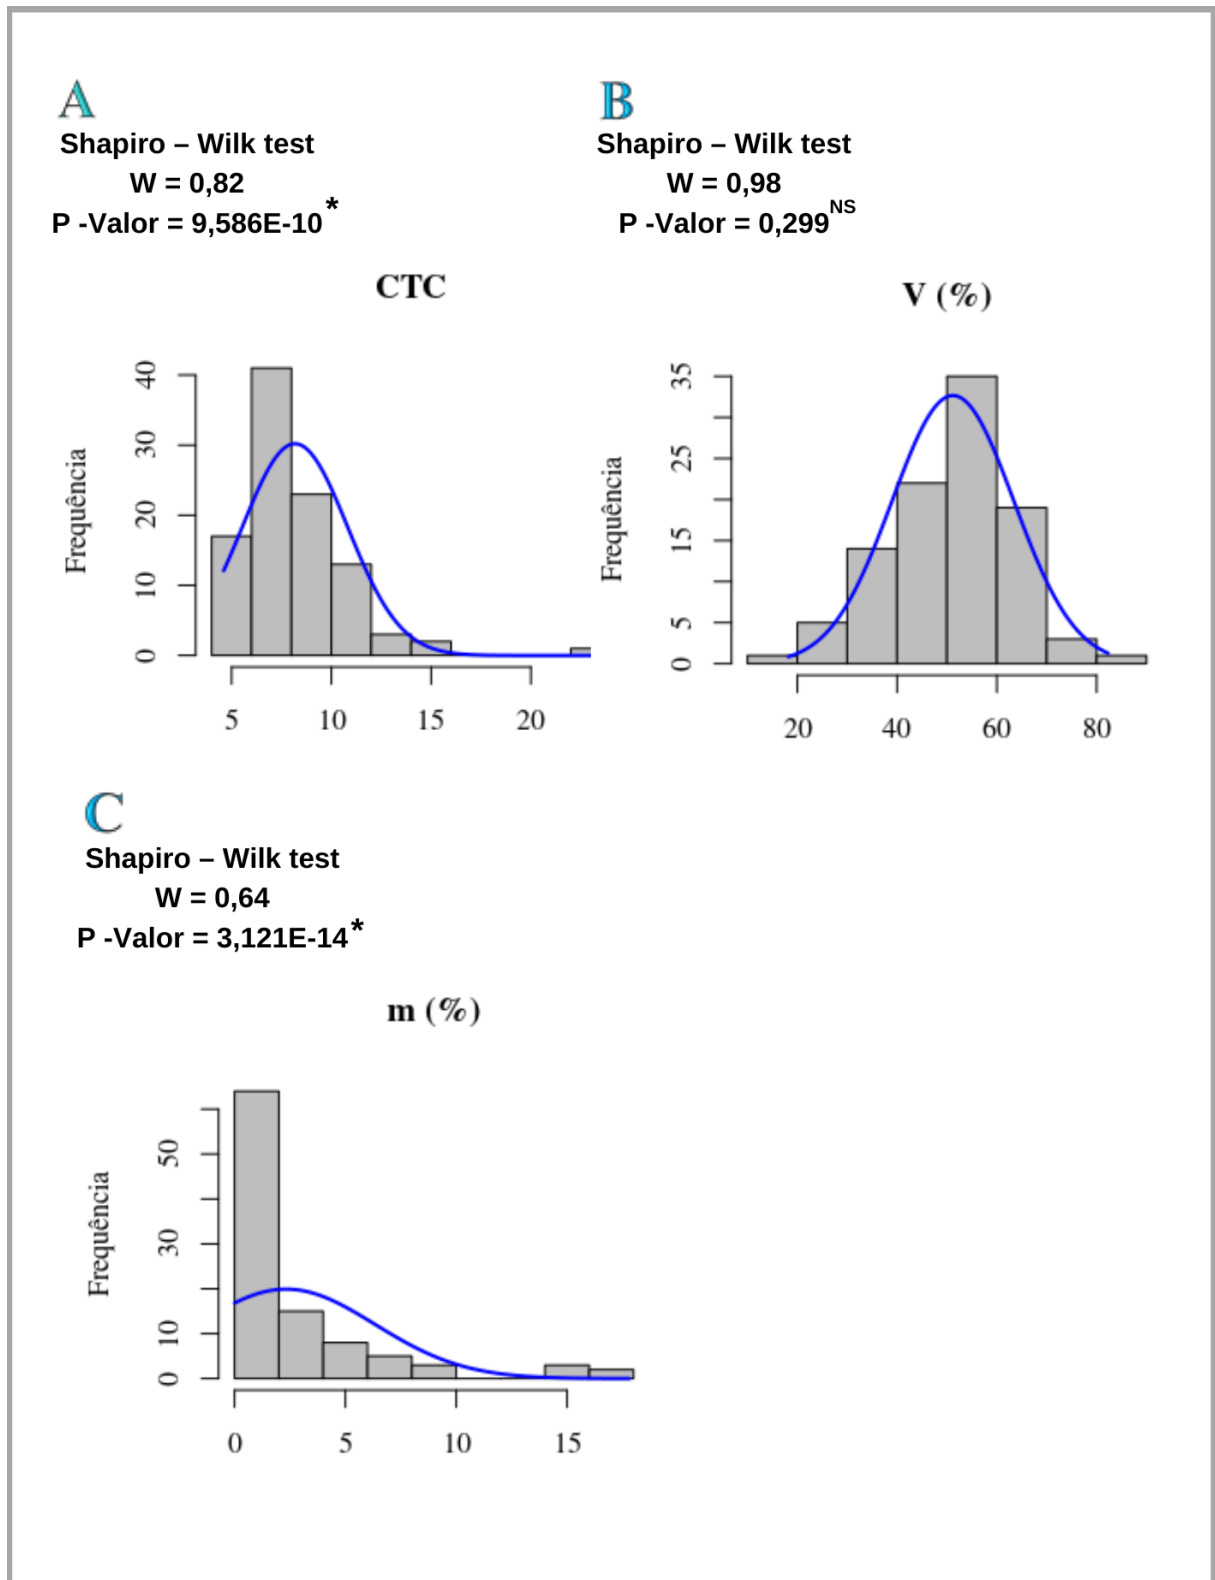 A
Shapiro – Wilk test
W = 0,82
P -Valor = 9,586E-10*
CTC
Frequência
0 10 20 30 40
5 10 15 20
B
Shapiro – Wilk test
W = 0,98
P -Valor = 0,299NS
V (%)
Frequência
0 5 15 25 35
20 40 60 80
C
Shapiro – Wilk test
W = 0,64
P -Valor = 3,121E-14*
m (%)
Frequência
0 10 30 50
0 5 10 15